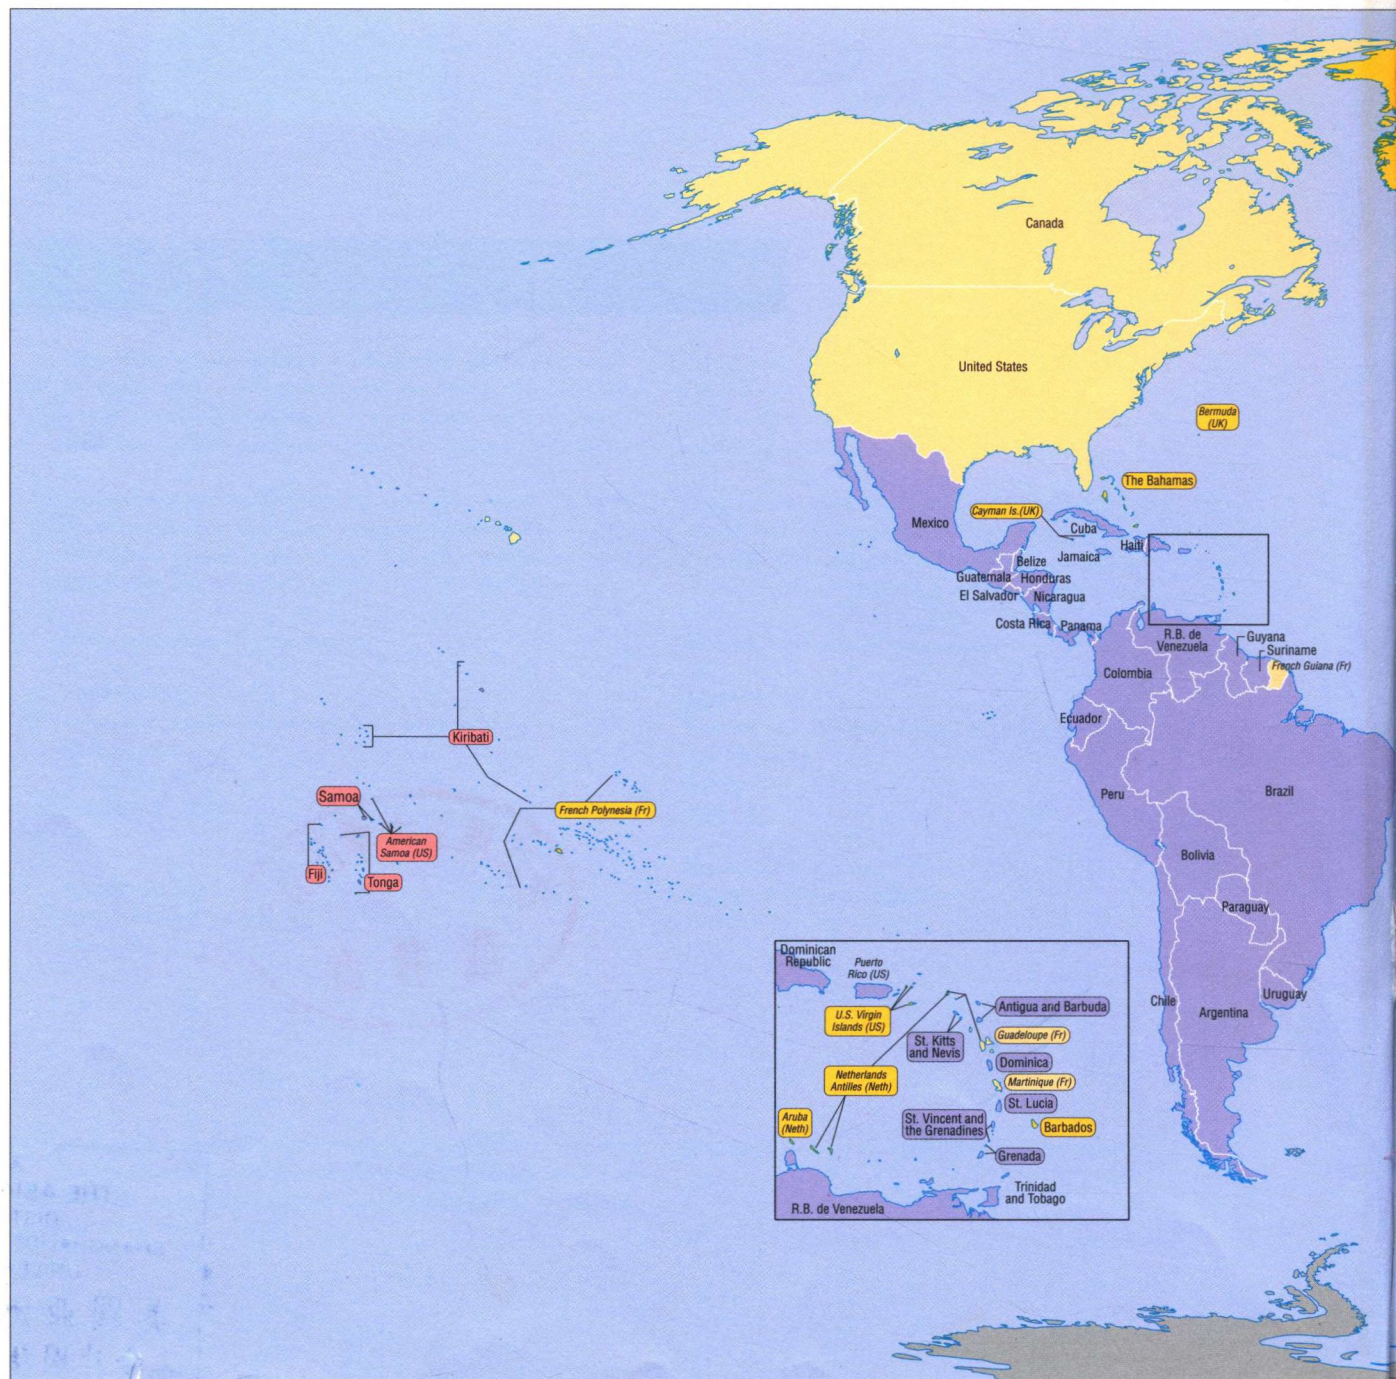 Canada
United States
Bermuda
(UK)
The Bahamas
Cayman Is.(UK)
Mexico
Cuba
Haiti
Jamaica
Belize
Guatemala
Honduras
El Salvador
Nicaragua
Costa Rica
Panama
R.B. de
Venezuela
Guyana
Suriname
French Guiana (Fr)
Colombia
Ecuador
Kiribati
Peru
Brazil
Samoa
French Polynesia (Fr)
American
Samoa (US)
Fiji
Tonga
Bolivia
Paraguay
Chile
Argentina
Uruguay
Dominican
Republic
Puerto
Rico (US)
U.S. Virgin
Islands (US)
Antigua and Barbuda
St. Kitts
and Nevis
Guadeloupe (Fr)
Dominica
Netherlands
Antilles (Neth)
Martinique (Fr)
St. Lucia
Aruba
(Neth)
St. Vincent and
the Grenadines
Barbados
Grenada
Trinidad
and Tobago
R.B. de Venezuela